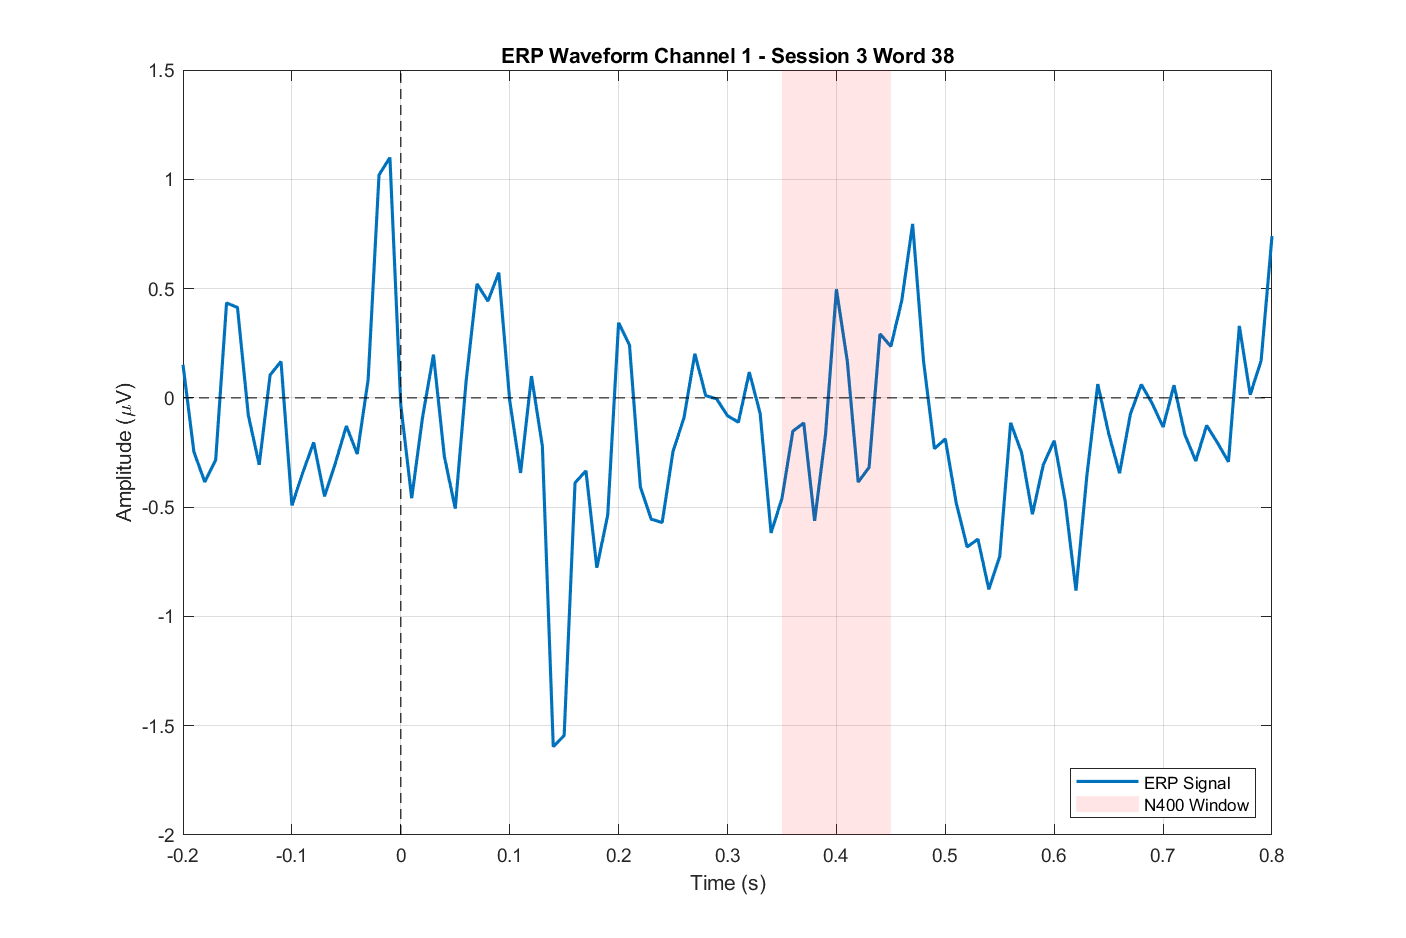 ERP Waveform Channel 1 - Session 3 Word 38
1.5
1
0.5
0
-0.5
-1
-1.5
-2
Amplitude (μV)
-0.2 -0.1 0 0.1 0.2 0.3 0.4 0.5 0.6 0.7 0.8
Time (s)
ERP Signal
N400 Window